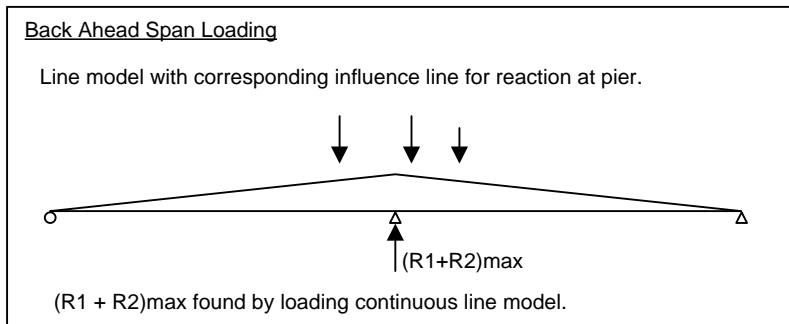 Back Ahead Span Loading
Line model with corresponding influence line for reaction at pier.
(R1+R2)max
(R1 + R2)max found by loading continuous line model.